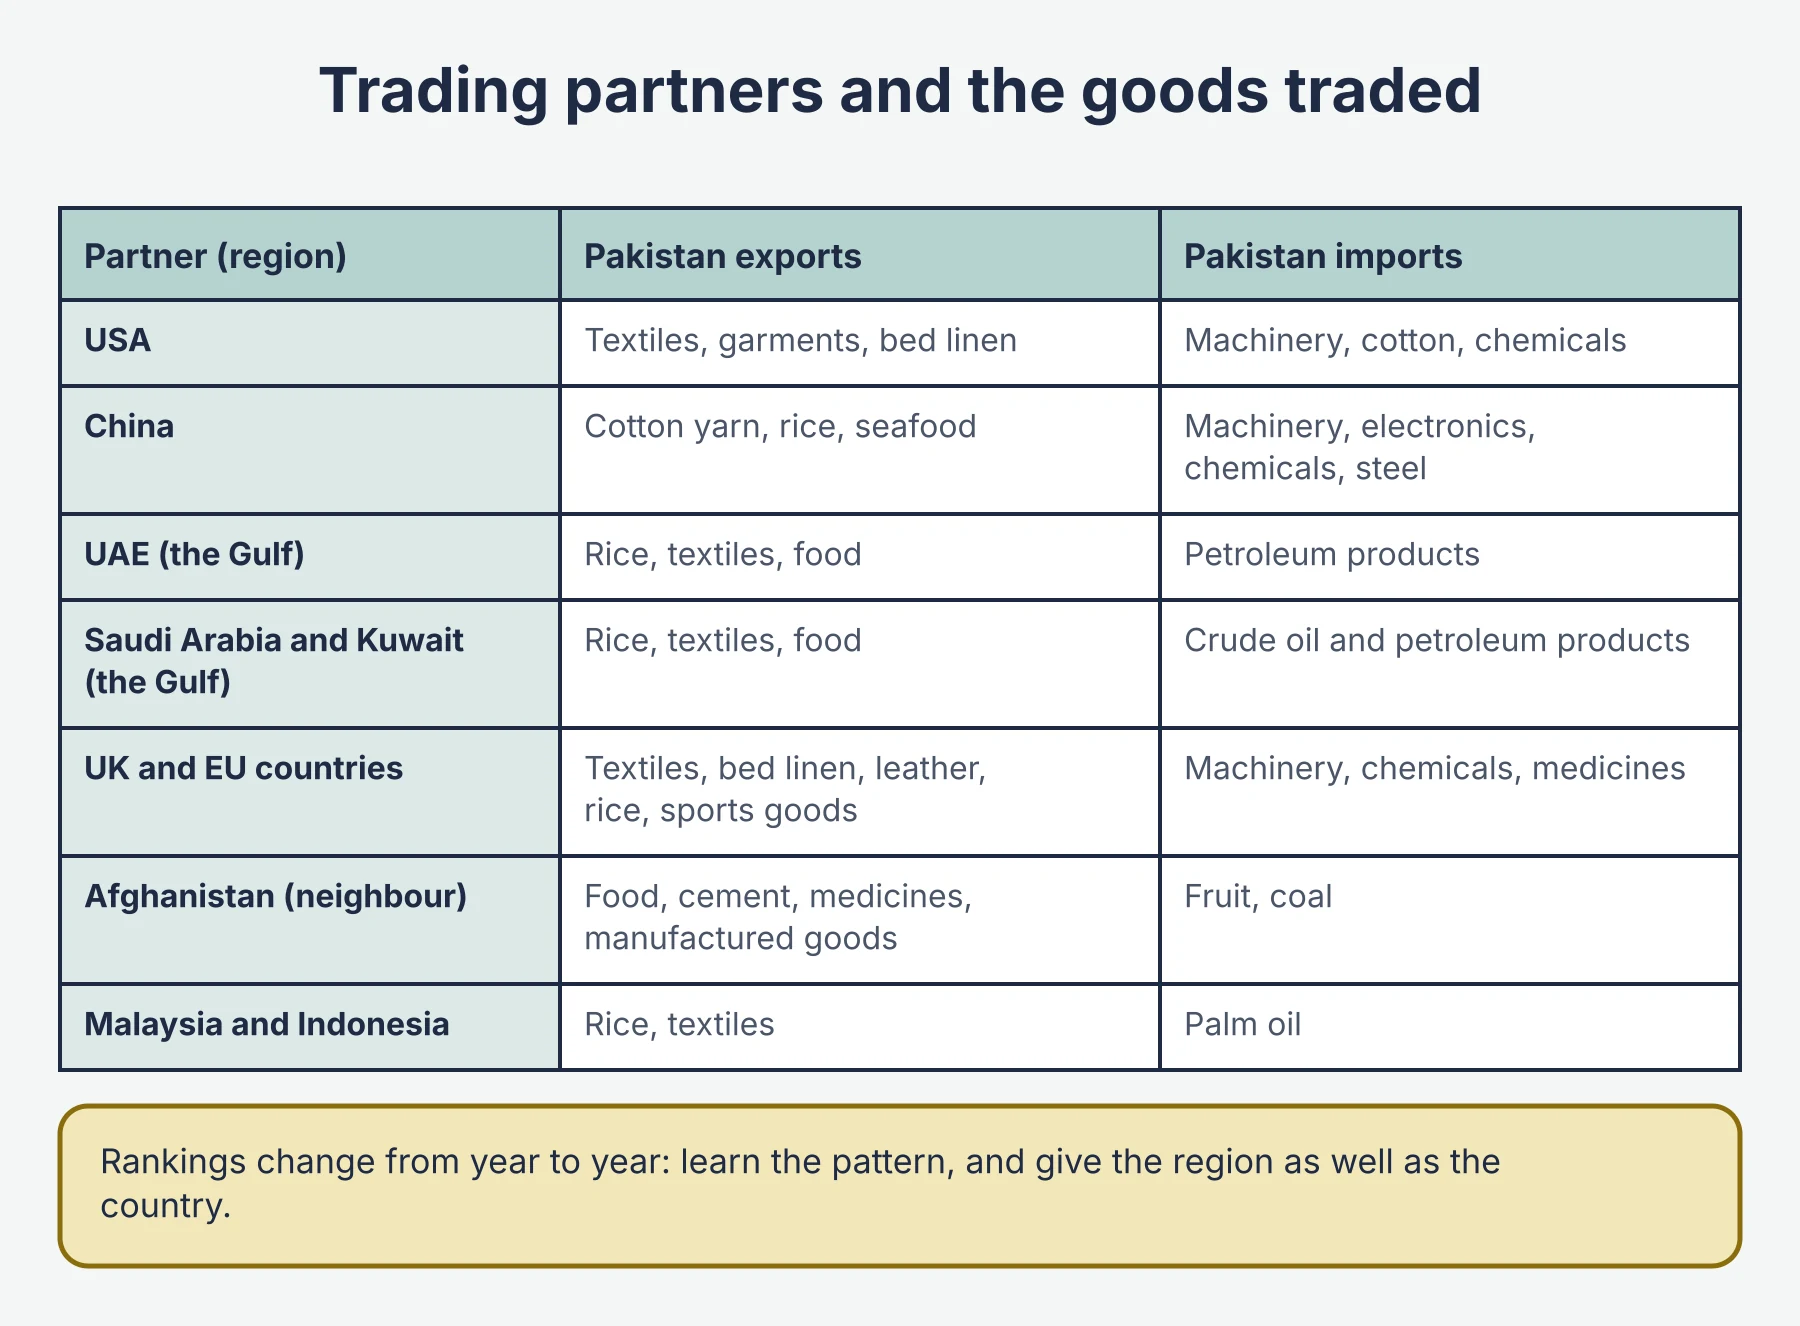 Trading partners and the goods traded
Partner (region)
Pakistan exports
Pakistan imports
USA
Textiles, garments, bed linen
Machinery, cotton, chemicals
China
Cotton yarn, rice, seafood
Machinery, electronics,
chemicals, steel
UAE (the Gulf)
Rice, textiles, food
Petroleum products
Saudi Arabia and Kuwait
(the Gulf)
Rice, textiles, food
Crude oil and petroleum products
UK and EU countries
Textiles, bed linen, leather,
rice, sports goods
Machinery, chemicals, medicines
Afghanistan (neighbour)
Food, cement, medicines,
manufactured goods
Fruit, coal
Malaysia and Indonesia
Rice, textiles
Palm oil
Rankings change from year to year: learn the pattern, and give the region as well as the
country.